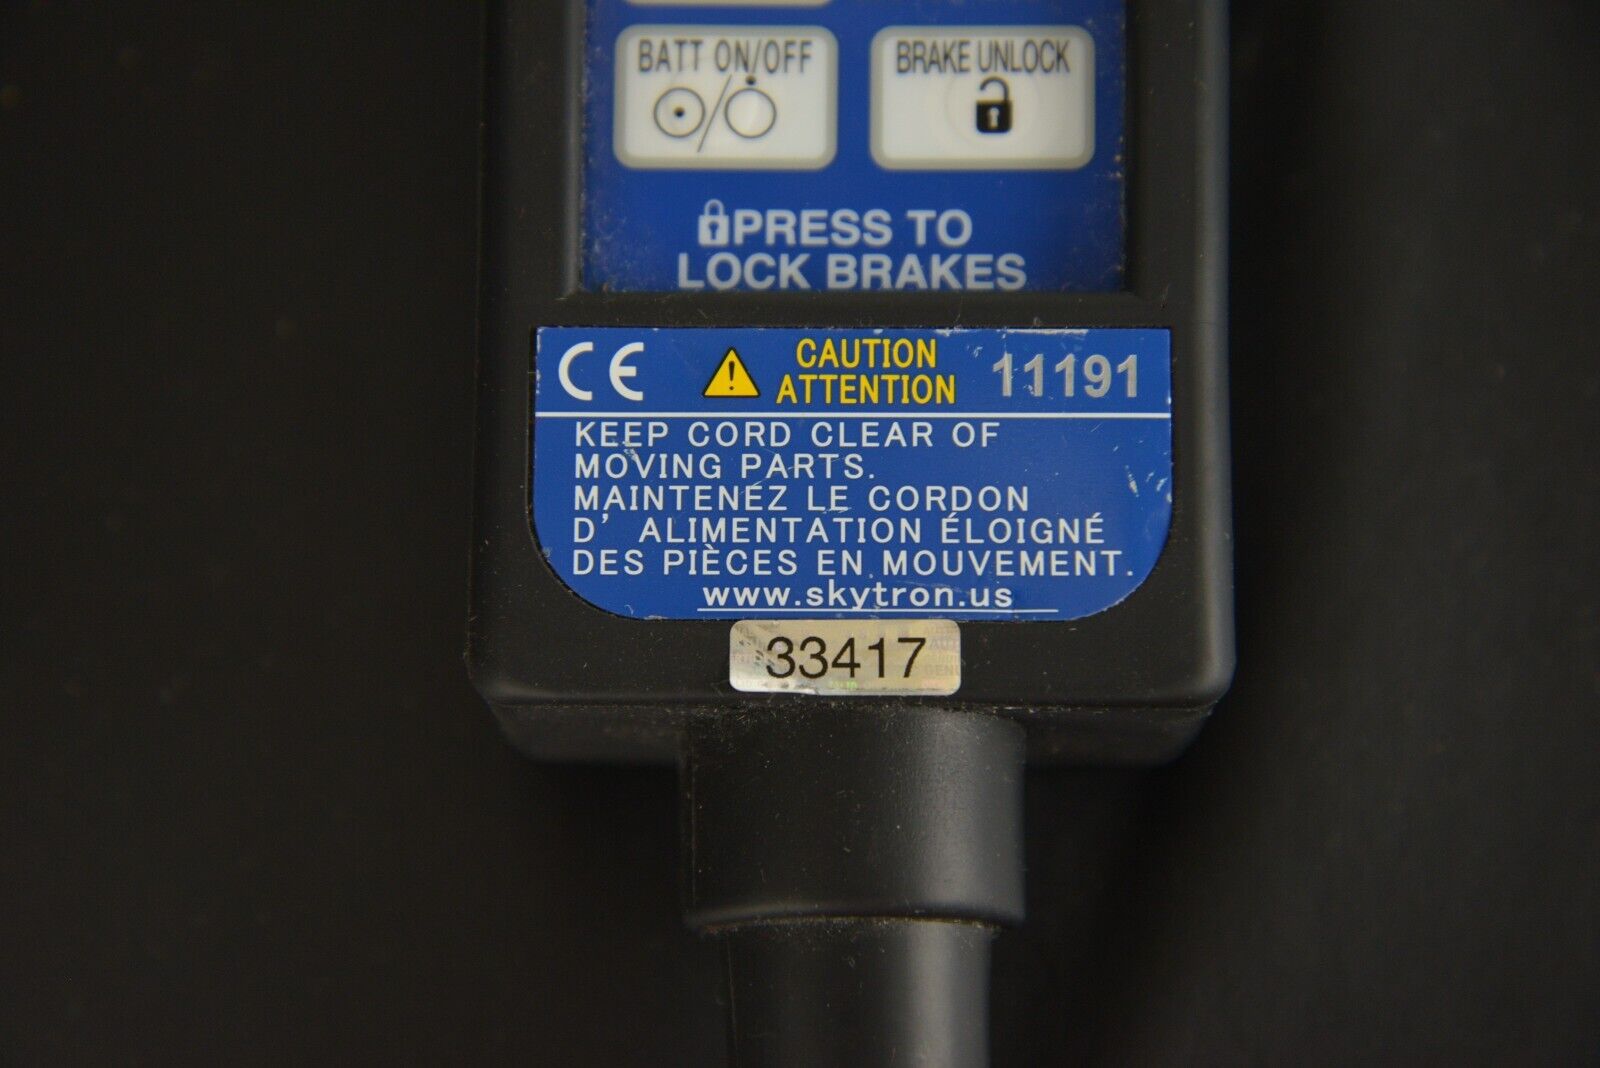 BATT ON/OFF
BRAKE UNLOCK
PRESS TO
LOCK BRAKES
CE
CAUTION
ATTENTION
11191
KEEP CORD CLEAR OF
MOVING PARTS.
MAINTENEZ LE CORDON
D' ALIMENTATION ÉLOIGNÉ
DES PIÈCES EN MOUVEMENT.
www.skytron.us
33417